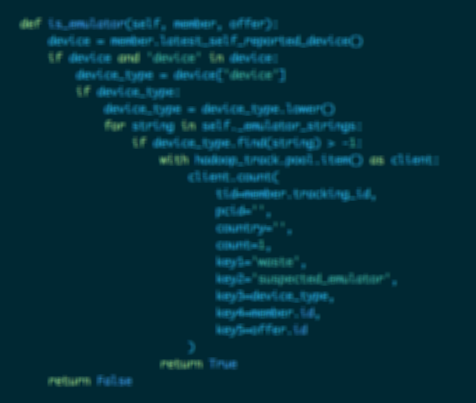 def is_emulator(self, member, offer):
device = member.latest_self_reported_device()
if device and "device" in device:
device_type = device["device"]
if device_type:
device_type = device_type.lower()
for string in self._emulator_strings:
if device_type.find(string) > -1:
with hadoop_track.pool.item() as client:
client.count(
tid=member.tracking_id,
pcid="",
country="",
count=1,
key1="waste",
key2="suspected_emulator",
key3=device_type,
key4=member.id,
key5=offer.id
)
return True
return False